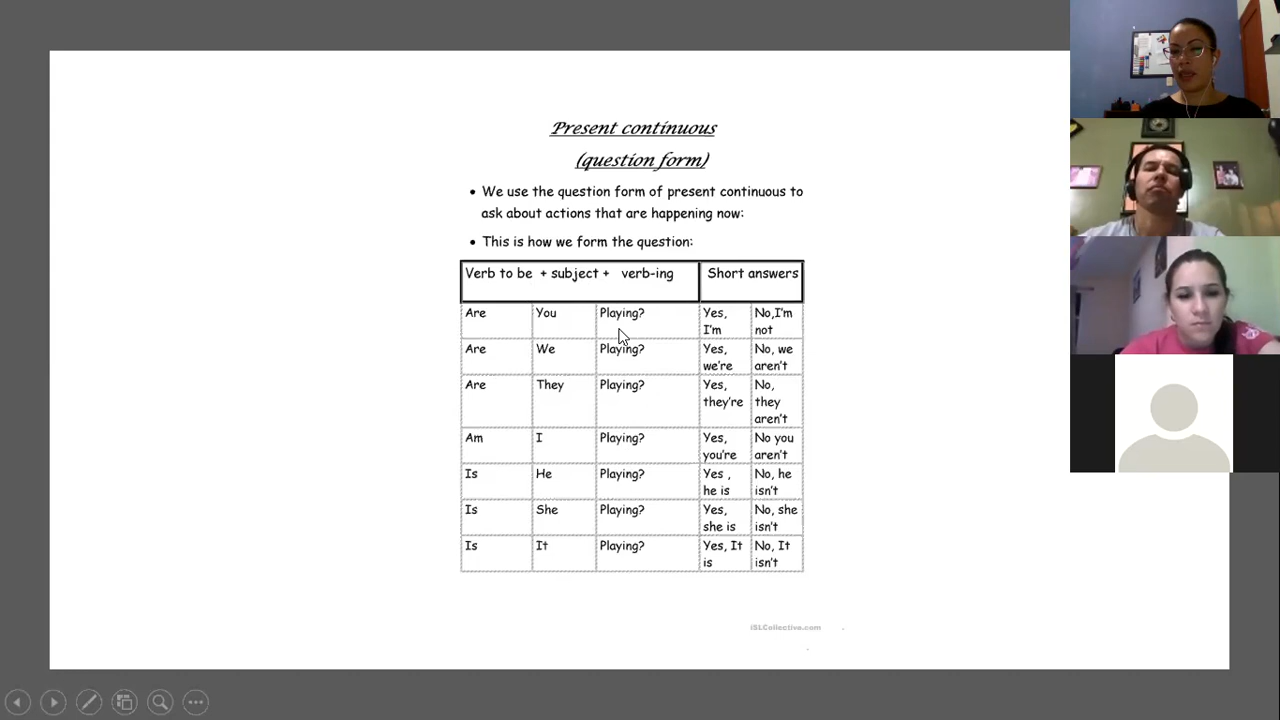 Present continuous
(question form)
• We use the question form of present continuous to
ask about actions that are happening now:
• This is how we form the question:
Verb to be + subject + verb-ing Short answers
Are You Playing? Yes, I'm No,I'm not
Are We Playing? Yes, we're No, we aren't
Are They Playing? Yes, they're No, they aren't
Am I Playing? Yes, you're No you aren't
Is He Playing? Yes , he is No, he isn't
Is She Playing? Yes, she is No, she isn't
Is It Playing? Yes, It is No, It isn't
iSLCollective.com